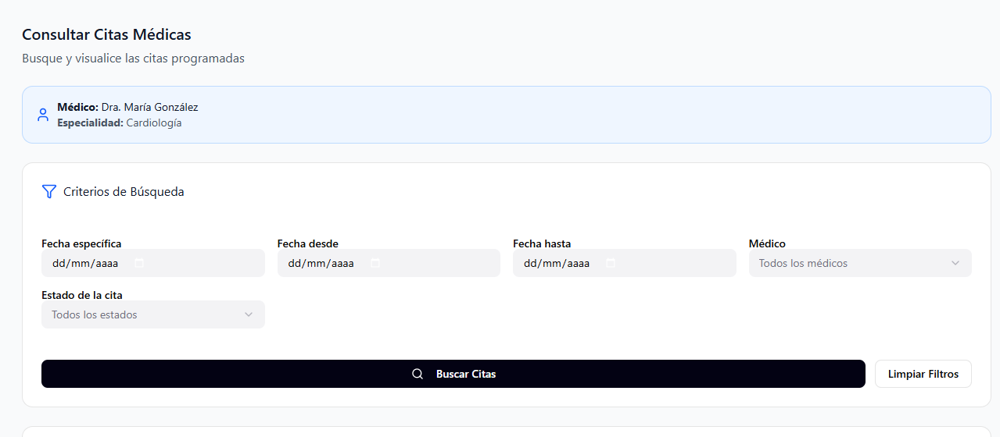 Consultar Citas Médicas
Busque y visualice las citas programadas
Médico: Dra. María González
Especialidad: Cardiología
Criterios de Búsqueda
Fecha específica
dd/mm/aaaa
Fecha desde
dd/mm/aaaa
Fecha hasta
dd/mm/aaaa
Médico
Todos los médicos
Estado de la cita
Todos los estados
Buscar Citas
Limpiar Filtros